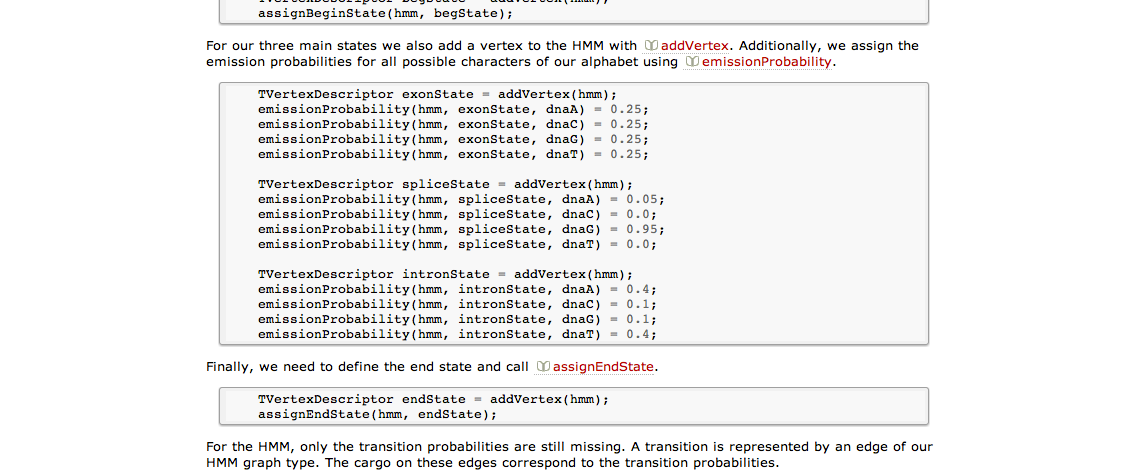 assignBeginState(hmm, begState);
For our three main states we also add a vertex to the HMM with addVertex. Additionally, we assign the
emission probabilities for all possible characters of our alphabet using emissionProbability.
TVertexDescriptor exonState = addVertex(hmm);
emissionProbability(hmm, exonState, dnaA) = 0.25;
emissionProbability(hmm, exonState, dnaC) = 0.25;
emissionProbability(hmm, exonState, dnaG) = 0.25;
emissionProbability(hmm, exonState, dnaT) = 0.25;
TVertexDescriptor spliceState = addVertex(hmm);
emissionProbability(hmm, spliceState, dnaA) = 0.05;
emissionProbability(hmm, spliceState, dnaC) = 0.0;
emissionProbability(hmm, spliceState, dnaG) = 0.95;
emissionProbability(hmm, spliceState, dnaT) = 0.0;
TVertexDescriptor intronState = addVertex(hmm);
emissionProbability(hmm, intronState, dnaA) = 0.4;
emissionProbability(hmm, intronState, dnaC) = 0.1;
emissionProbability(hmm, intronState, dnaG) = 0.1;
emissionProbability(hmm, intronState, dnaT) = 0.4;
Finally, we need to define the end state and call assignEndState.
TVertexDescriptor endState = addVertex(hmm);
assignEndState(hmm, endState);
For the HMM, only the transition probabilities are still missing. A transition is represented by an edge of our
HMM graph type. The cargo on these edges correspond to the transition probabilities.